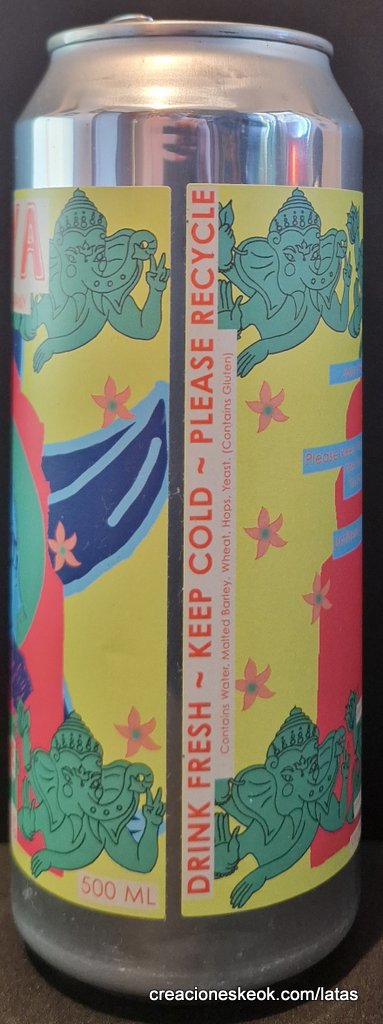 500 ML
DRINK FRESH ~ KEEP COLD ~ PLEASE RECYCLE
Contains Water, Malted Barley, Wheat, Hops, Yeast. (Contains Gluten)
Please
creacioneskeok.com/latas